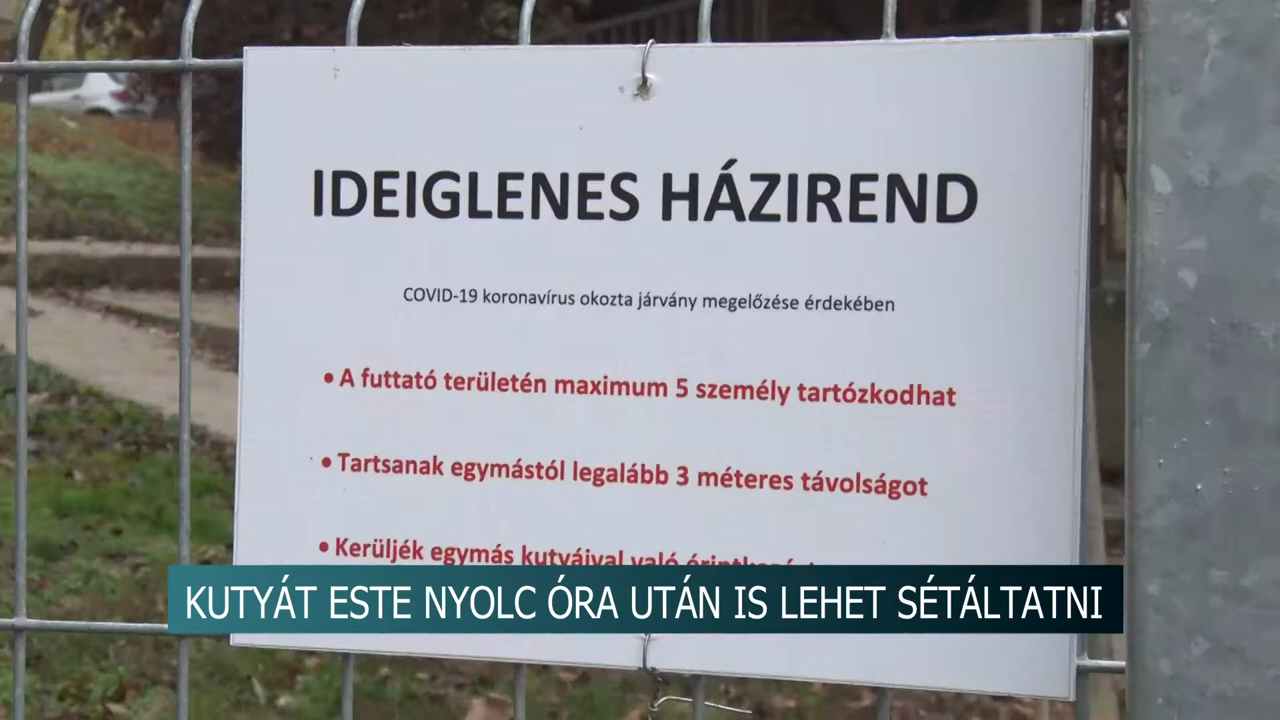 IDEIGLENES HÁZIREND
COVID-19 koronavírus okozta járvány megelőzése érdekében
• A futtató területén maximum 5 személy tartózkodhat
• Tartsanak egymástól legalább 3 méteres távolságot
• Kerüljék egymás kutyáival való
KUTYÁT ESTE NYOLC ÓRA UTÁN IS LEHET SÉTÁLTATNI